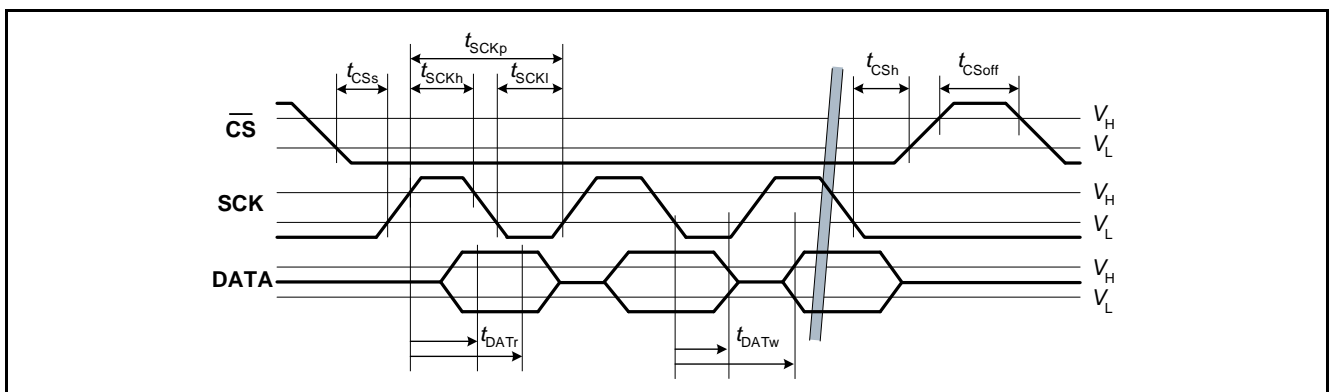 tSCKp
tCSs
tSCKh
tSCKl
tCSh
tCSoff
CS
VH
VL
SCK
VH
VL
DATA
VH
VL
tDATr
tDATw